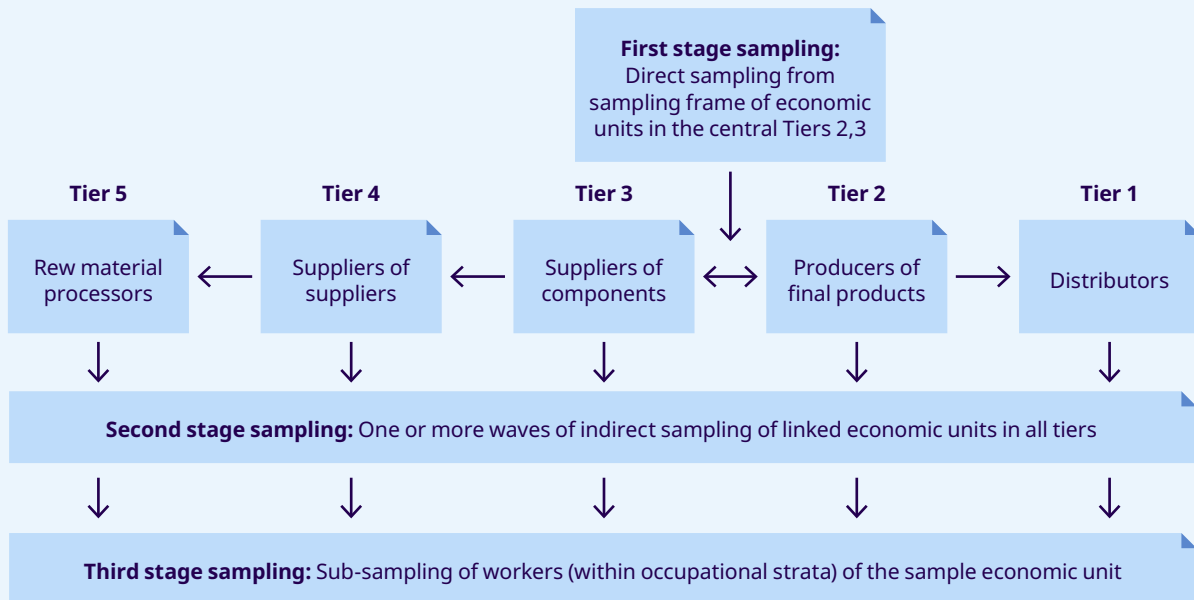 First stage sampling:
Direct sampling from
sampling frame of economic
units in the central Tiers 2,3
Tier 5
Tier 4
Tier 3
Tier 2
Tier 1
Rew material
processors
Suppliers of
suppliers
Suppliers of
components
Producers of
final products
Distributors
Second stage sampling: One or more waves of indirect sampling of linked economic units in all tiers
Third stage sampling: Sub-sampling of workers (within occupational strata) of the sample economic unit